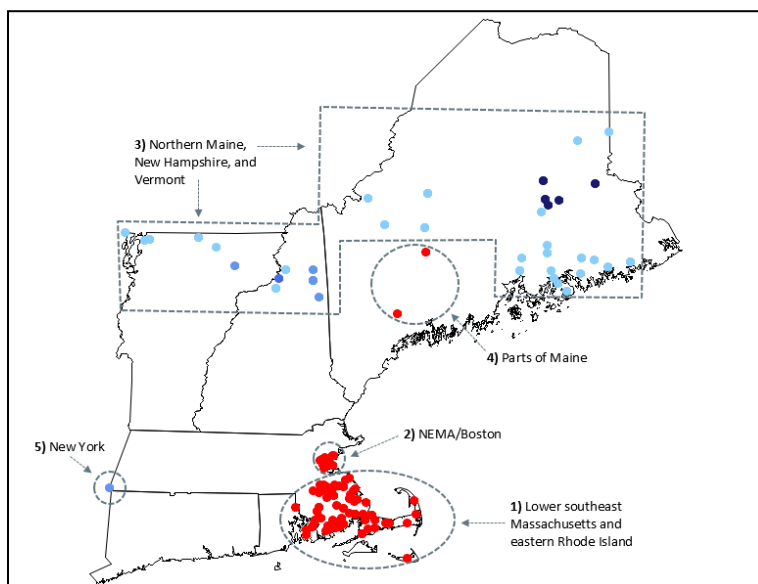 3) Northern Maine,
New Hampshire, and
Vermont
4) Parts of Maine
2) NEMA/Boston
5) New York
1) Lower southeast
Massachusetts and
eastern Rhode Island